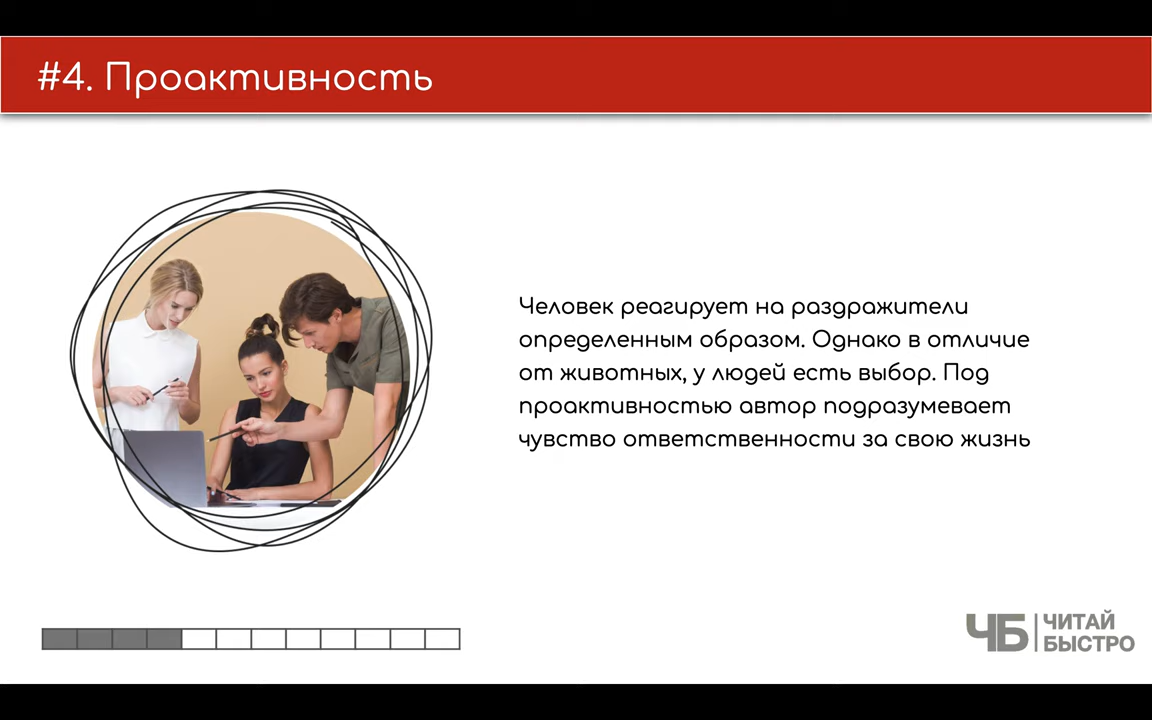 #4. Проактивность
Человек реагирует на раздражители
определенным образом. Однако в отличие
от животных, у людей есть выбор. Под
проактивностью автор подразумевает
чувство ответственности за свою жизнь
ЧБ
ЧИТАЙ
БЫСТРО